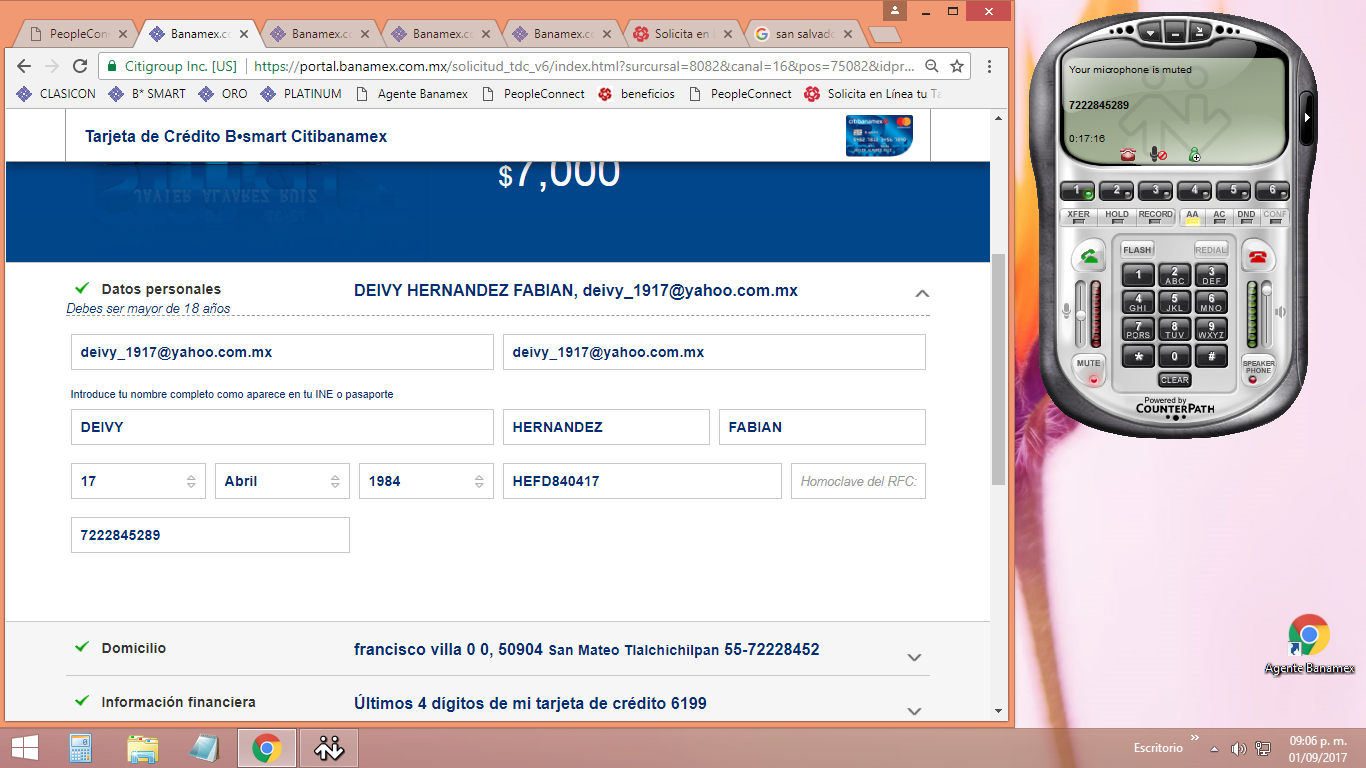 PeopleCon
Banamex.co
Banamex.co
Banamex.co
Banamex.co
Solicita en
san salvado
Citigroup Inc. [US]
https://portal.banamex.com.mx/solicitud_tdc_v6/index.html?surcursal=8082&canal=16&pos=75082&idpr...
CLASICON
B* SMART
ORO
PLATINUM
Agente Banamex
PeopleConnect
beneficios
PeopleConnect
Solicita en Línea tu Ta
Tarjeta de Crédito B•smart Citibanamex
citibanamex
$7,000
JAVIER ALVAREZ RUIZ
Datos personales
DEIVY HERNANDEZ FABIAN, deivy_1917@yahoo.com.mx
Debes ser mayor de 18 años
deivy_1917@yahoo.com.mx
deivy_1917@yahoo.com.mx
Introduce tu nombre completo como aparece en tu INE o pasaporte
DEIVY
HERNANDEZ
FABIAN
17
Abril
1984
HEFD840417
Homoclave del RFC:
7222845289
Domicilio
francisco villa 0 0, 50904 San Mateo Tlalchichilpan 55-72228452
Información financiera
Últimos 4 dígitos de mi tarjeta de crédito 6199
Your microphone is muted
7222845289
0:17:16
1 2 3 4 5 6
XFER HOLD RECORD AA AC DND CONF
FLASH REDIAL
1 2 ABC 3 DEF
4 GHI 5 JKL 6 MNO
7 PQRS 8 TUV 9 WXYZ
* 0 #
MUTE
SPEAKER PHONE
CLEAR
Powered by
COUNTERPATH
Agente Banamex
Escritorio
09:06 p. m.
01/09/2017